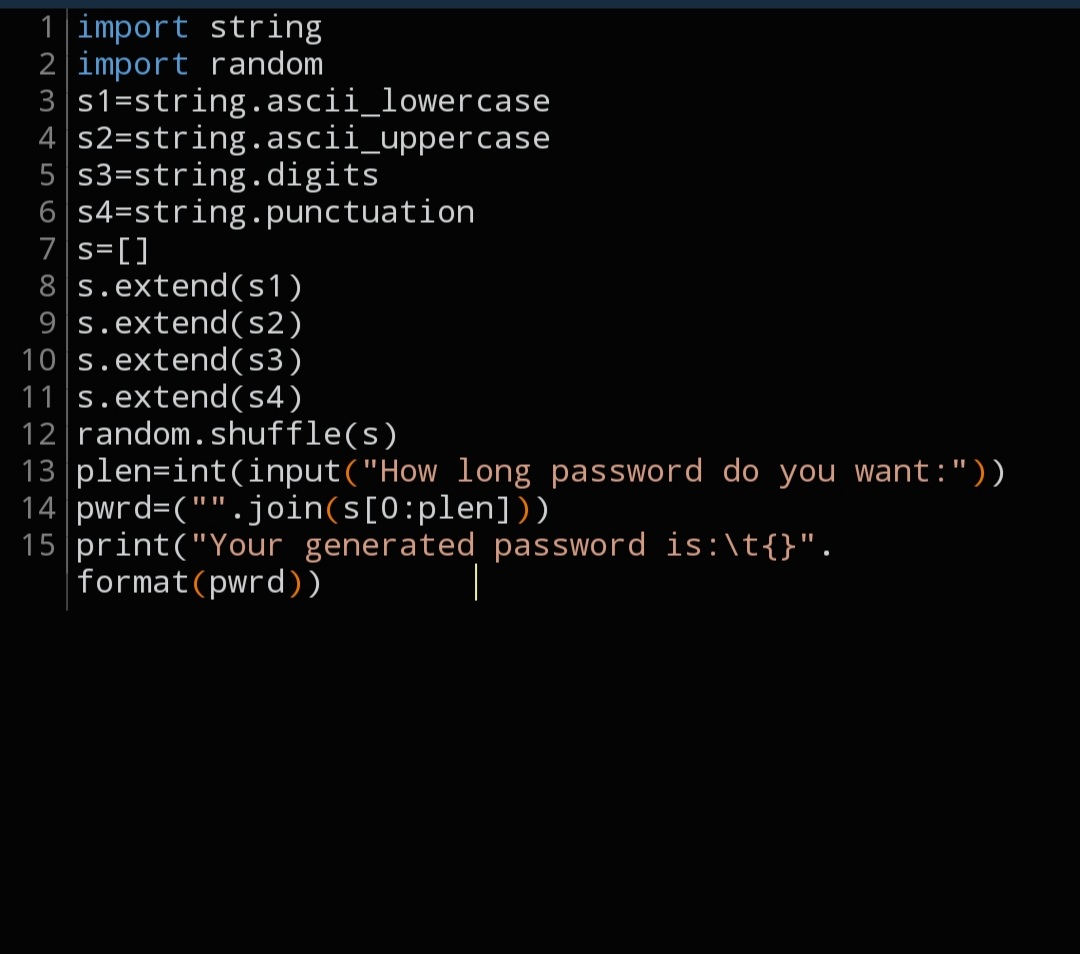 1 import string
2 import random
3 s1=string.ascii_lowercase
4 s2=string.ascii_uppercase
5 s3=string.digits
6 s4=string.punctuation
7 s=[]
8 s.extend(s1)
9 s.extend(s2)
10 s.extend(s3)
11 s.extend(s4)
12 random.shuffle(s)
13 plen=int(input("How long password do you want:"))
14 pwrd=("".join(s[0:plen]))
15 print("Your generated password is:\t{}".
format(pwrd))